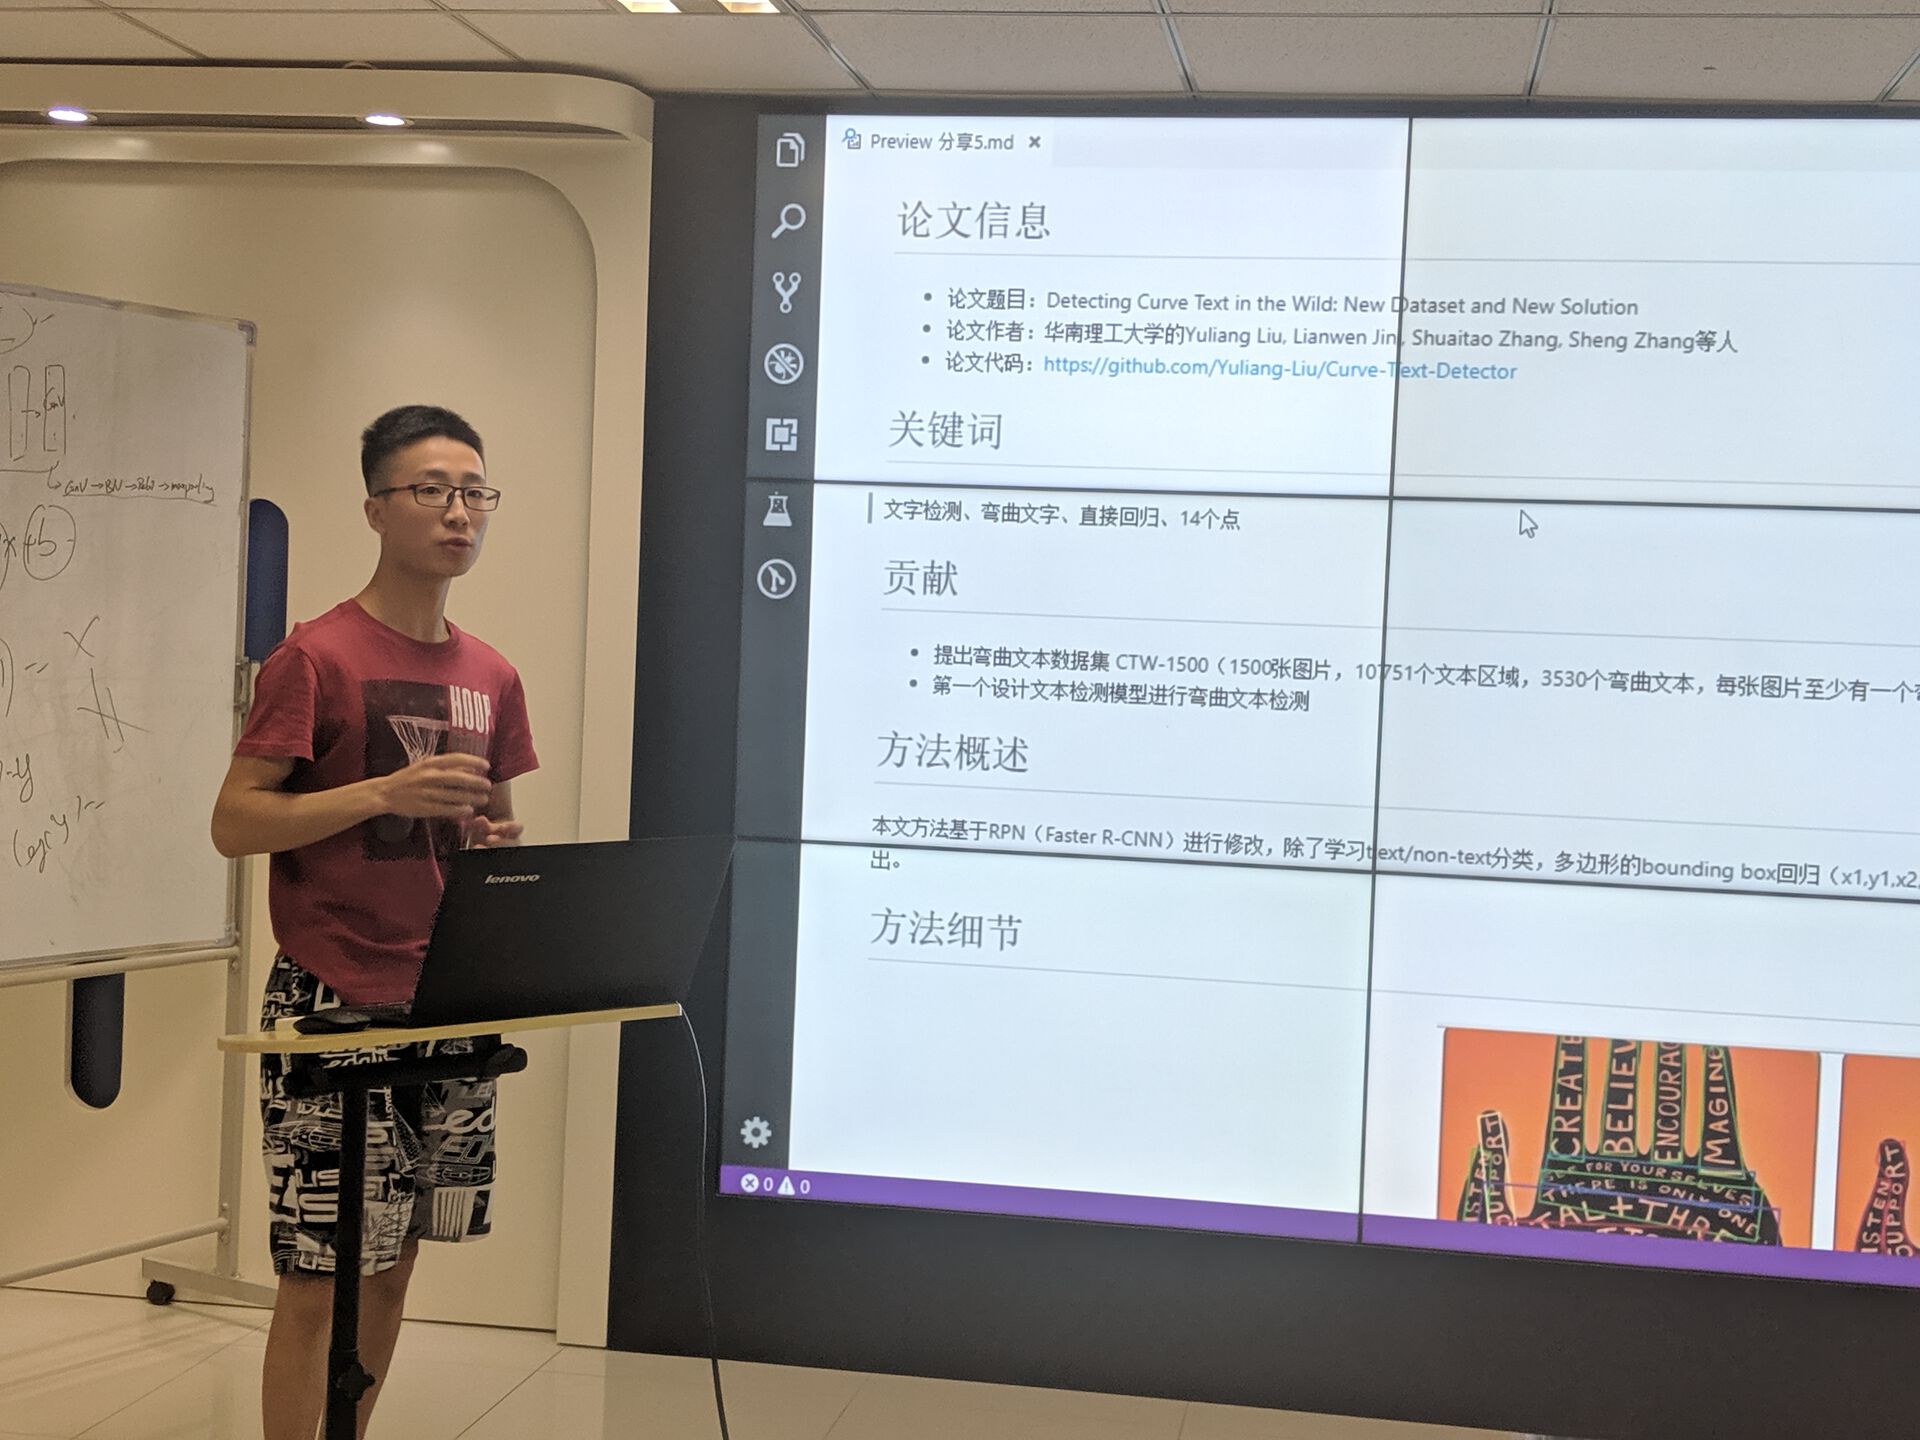 Preview 分享5.md
论文信息
论文题目：Detecting Curve Text in the Wild: New Dataset and New Solution
论文作者：华南理工大学的Yuliang Liu, Lianwen Jin, Shuaitao Zhang, Sheng Zhang等人
论文代码：https://github.com/Yuliang-Liu/Curve-Text-Detector
关键词
文字检测、弯曲文字、直接回归、14个点
贡献
提出弯曲文本数据集 CTW-1500（1500张图片，10751个文本区域，3530个弯曲文本，每张图片至少有一个
第一个设计文本检测模型进行弯曲文本检测
方法概述
本文方法基于RPN（Faster R-CNN）进行修改，除了学习text/non-text分类，多边形的bounding box回归（x1,y1,x2,
出。
方法细节
CREATE
BELIEV
ENCOURAG
IMAGINE
LISTEN
SUPPORT
FOR YOURSELVES
THERE IS ONLY ONE
LISTEN
SUPPORT
0 0
HOOP
lenovo
Conv→BN→Relu→maxpooling
x+b